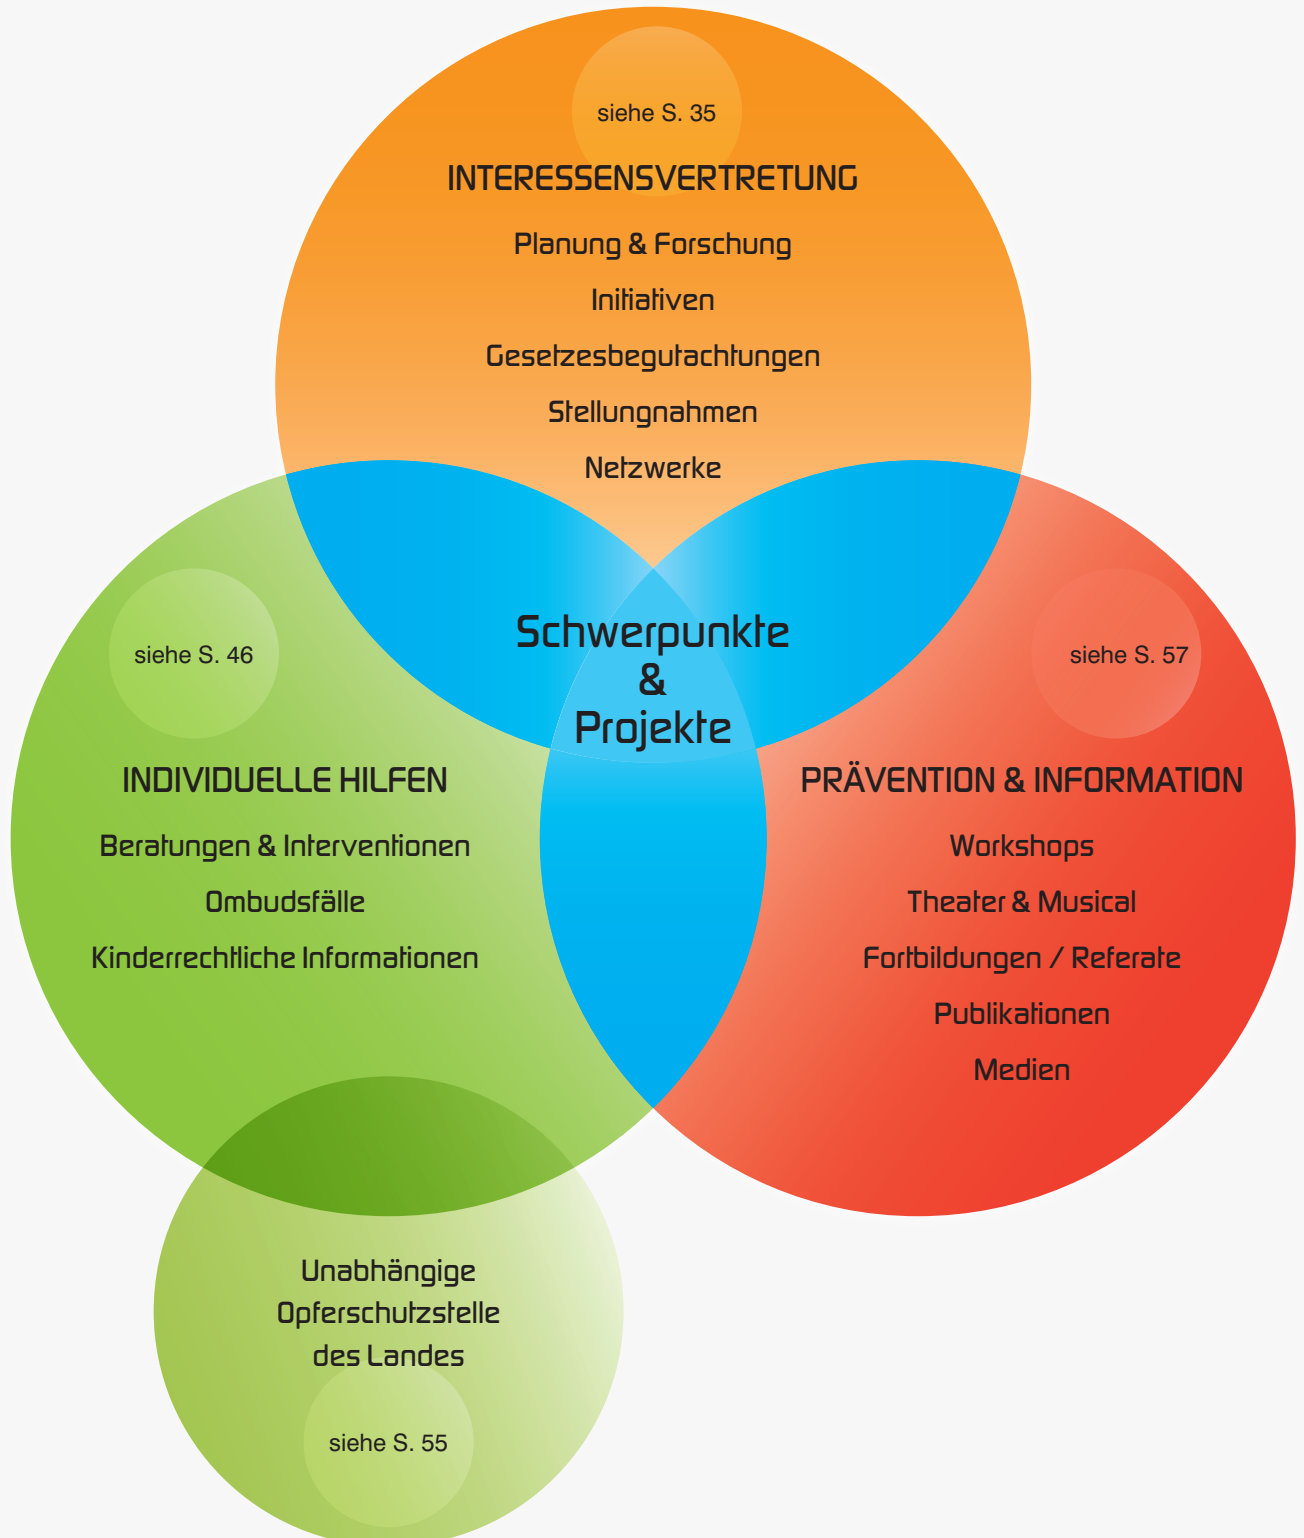 siehe S. 35
INTERESSENSVERTRETUNG
Planung & Forschung
Initiativen
Gesetzesbegutachtungen
Stellungnahmen
Netzwerke
Schwerpunkte
&
Projekte
siehe S. 46
INDIVIDUELLE HILFEN
Beratungen & Interventionen
Ombudsfälle
Kinderrechtliche Informationen
siehe S. 57
PRÄVENTION & INFORMATION
Workshops
Theater & Musical
Fortbildungen / Referate
Publikationen
Medien
Unabhängige
Opferschutzstelle
des Landes
siehe S. 55